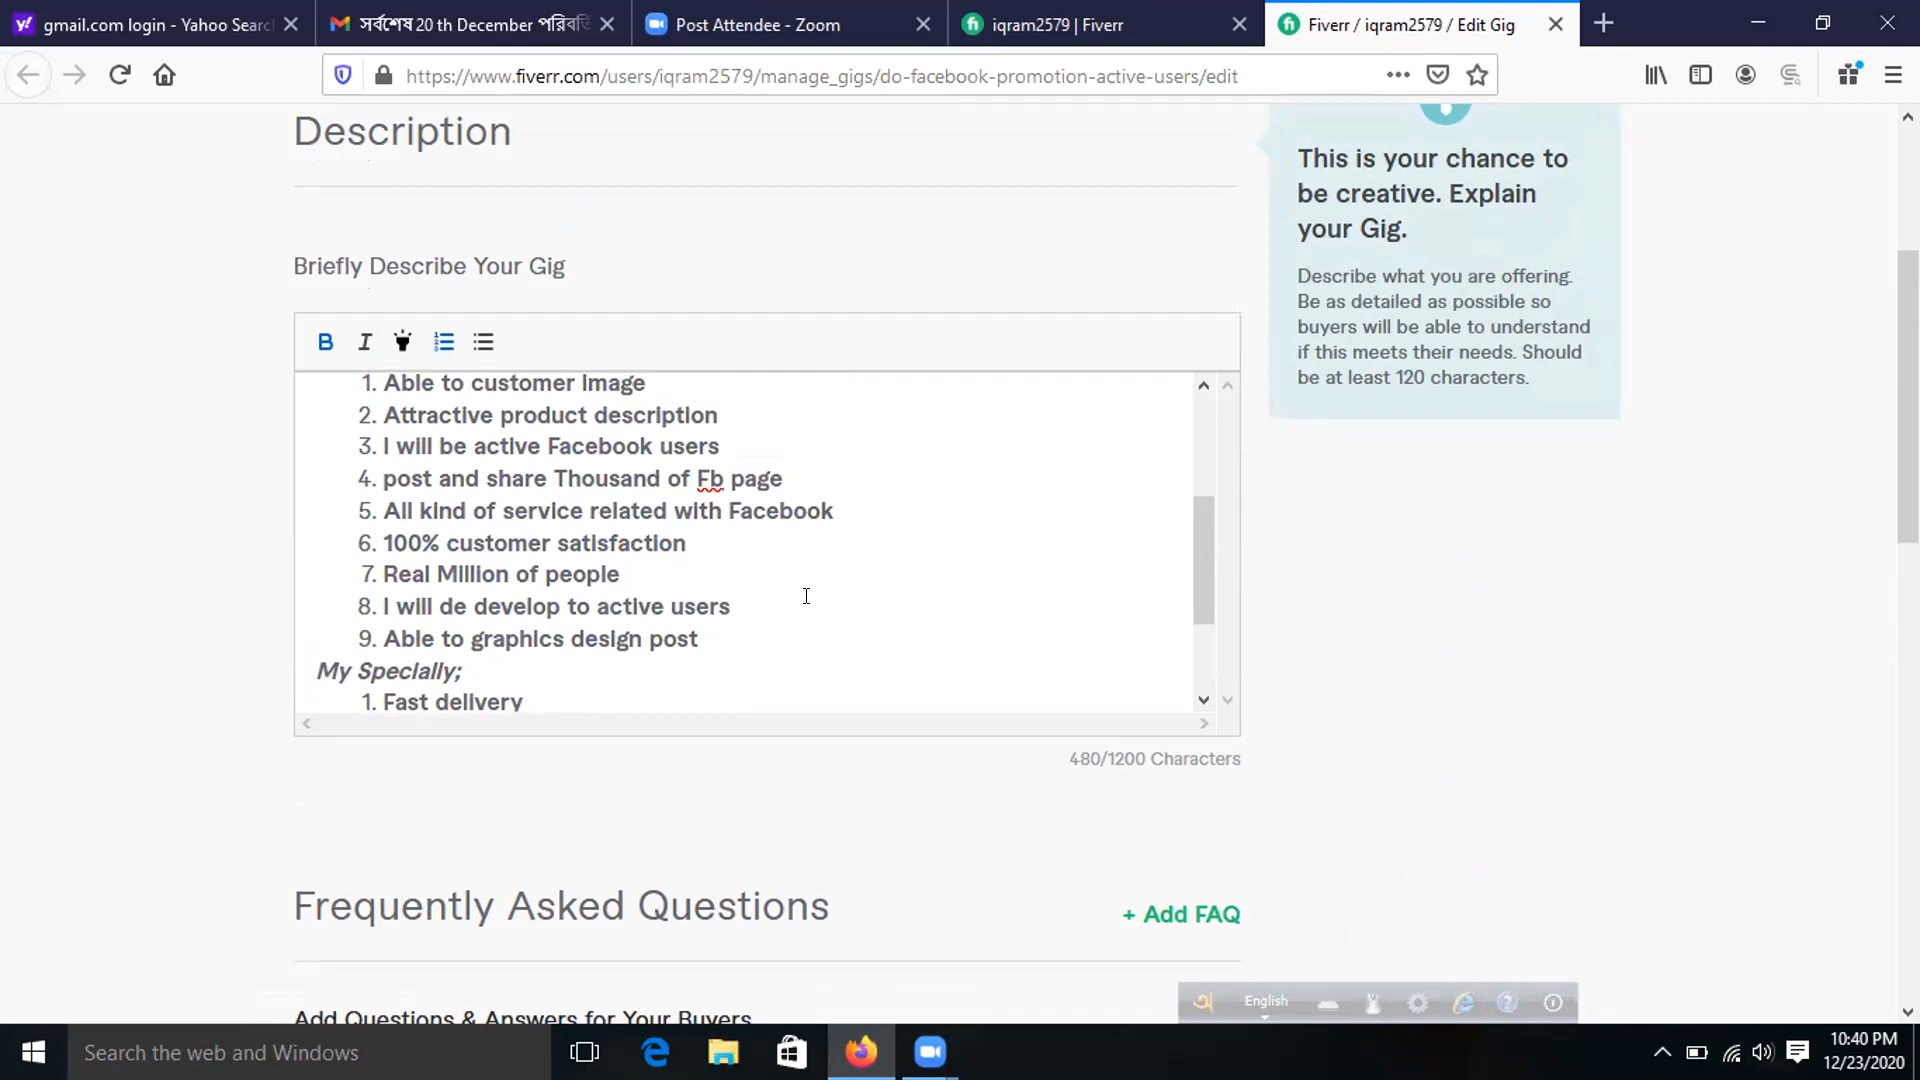 gmail.com login - Yahoo Searc
সর্বশেষ 20 th December পরিবর্তি
Post Attendee - Zoom
iqram2579 | Fiverr
Fiverr / iqram2579 / Edit Gig
https://www.fiverr.com/users/iqram2579/manage_gigs/do-facebook-promotion-active-users/edit
Description
Briefly Describe Your Gig
B I
1. Able to customer image
2. Attractive product description
3. I will be active Facebook users
4. post and share Thousand of Fb page
5. All kind of service related with Facebook
6. 100% customer satisfaction
7. Real Million of people
8. I will de develop to active users
9. Able to graphics design post
My Specially;
1. Fast delivery
480/1200 Characters
This is your chance to
be creative. Explain
your Gig.
Describe what you are offering.
Be as detailed as possible so
buyers will be able to understand
if this meets their needs. Should
be at least 120 characters.
Frequently Asked Questions
+ Add FAQ
Add Questions & Answers for Your Buyers
অ English
Search the web and Windows
10:40 PM
12/23/2020